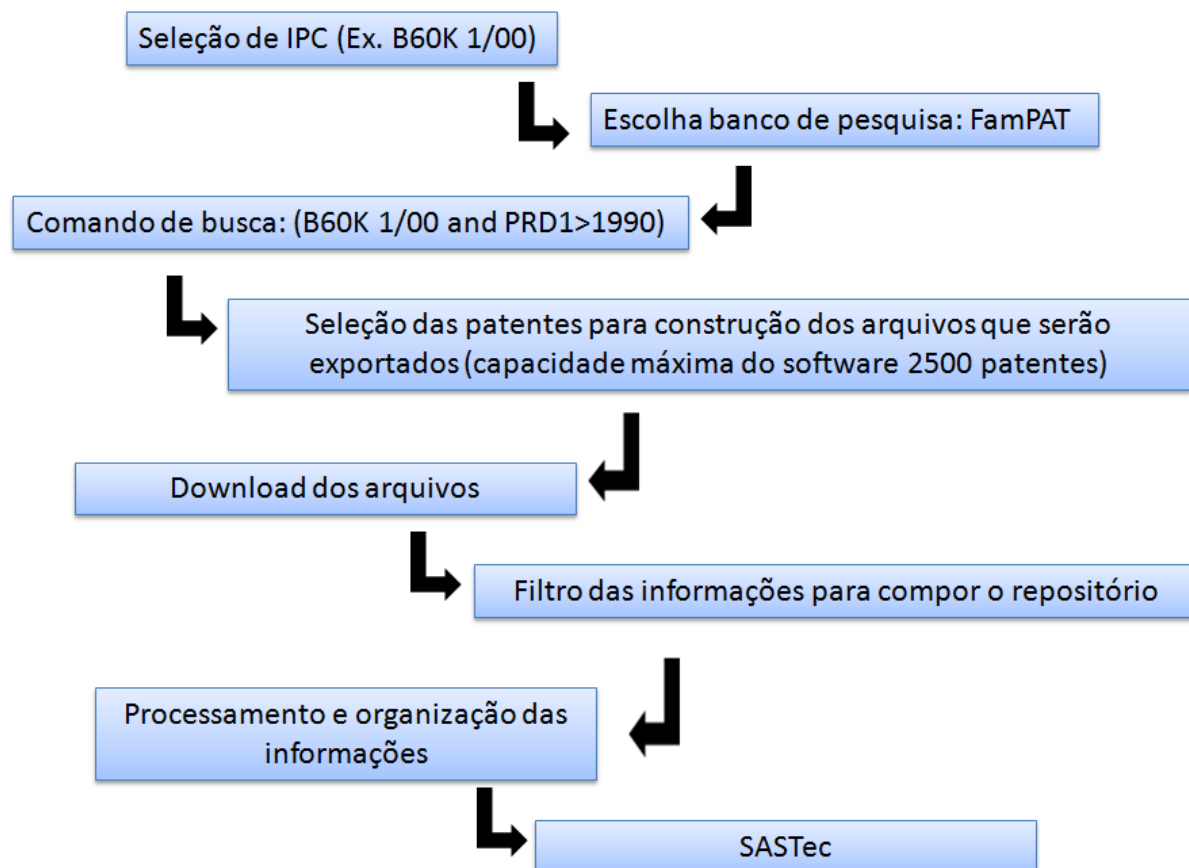 Seleção de IPC (Ex. B60K 1/00)
Escolha banco de pesquisa: FamPAT
Comando de busca: (B60K 1/00 and PRD1>1990)
Seleção das patentes para construção dos arquivos que serão
exportados (capacidade máxima do software 2500 patentes)
Download dos arquivos
Filtro das informações para compor o repositório
Processamento e organização das
informações
SASTec